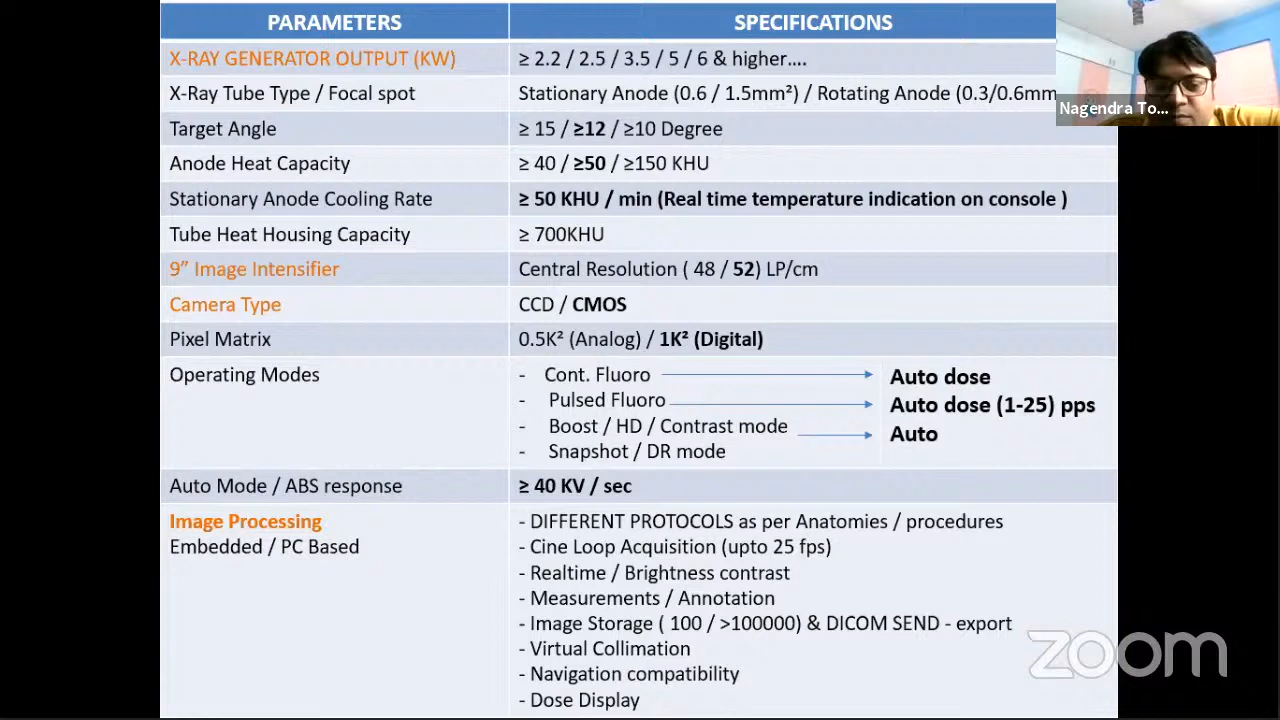 PARAMETERS SPECIFICATIONS
X-RAY GENERATOR OUTPUT (KW) ≥ 2.2 / 2.5 / 3.5 / 5 / 6 & higher....
X-Ray Tube Type / Focal spot Stationary Anode (0.6 / 1.5mm²) / Rotating Anode (0.3/0.6mm
Nagendra To...
Target Angle ≥ 15 / ≥12 / ≥10 Degree
Anode Heat Capacity ≥ 40 / ≥50 / ≥150 KHU
Stationary Anode Cooling Rate ≥ 50 KHU / min (Real time temperature indication on console )
Tube Heat Housing Capacity ≥ 700KHU
9” Image Intensifier Central Resolution ( 48 / 52) LP/cm
Camera Type CCD / CMOS
Pixel Matrix 0.5K² (Analog) / 1K² (Digital)
Operating Modes - Cont. Fluoro Auto dose
- Pulsed Fluoro Auto dose (1-25) pps
- Boost / HD / Contrast mode Auto
- Snapshot / DR mode
Auto Mode / ABS response ≥ 40 KV / sec
Image Processing - DIFFERENT PROTOCOLS as per Anatomies / procedures
Embedded / PC Based - Cine Loop Acquisition (upto 25 fps)
- Realtime / Brightness contrast
- Measurements / Annotation
- Image Storage ( 100 / >100000) & DICOM SEND - export
- Virtual Collimation
- Navigation compatibility
- Dose Display
zoom